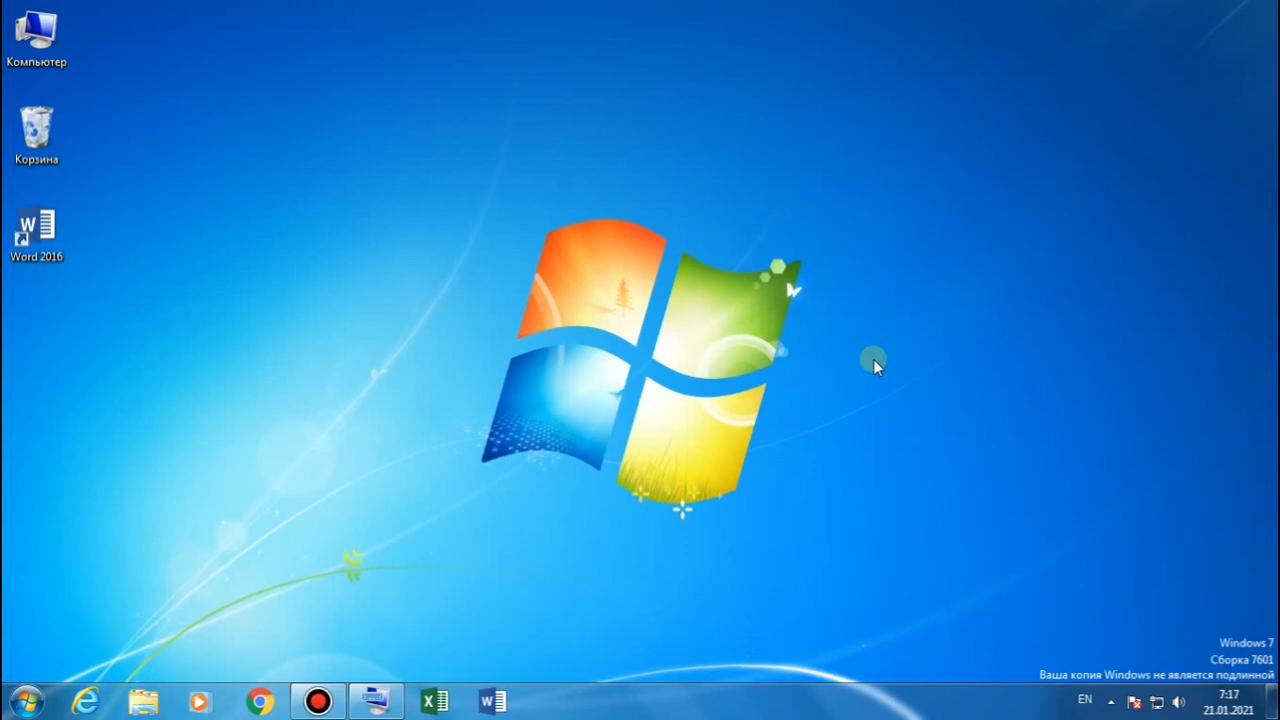 Компьютер
Корзина
Word 2016
Windows 7
Сборка 7601
Ваша копия Windows не является подлинной
EN
7:17
21.01.2021